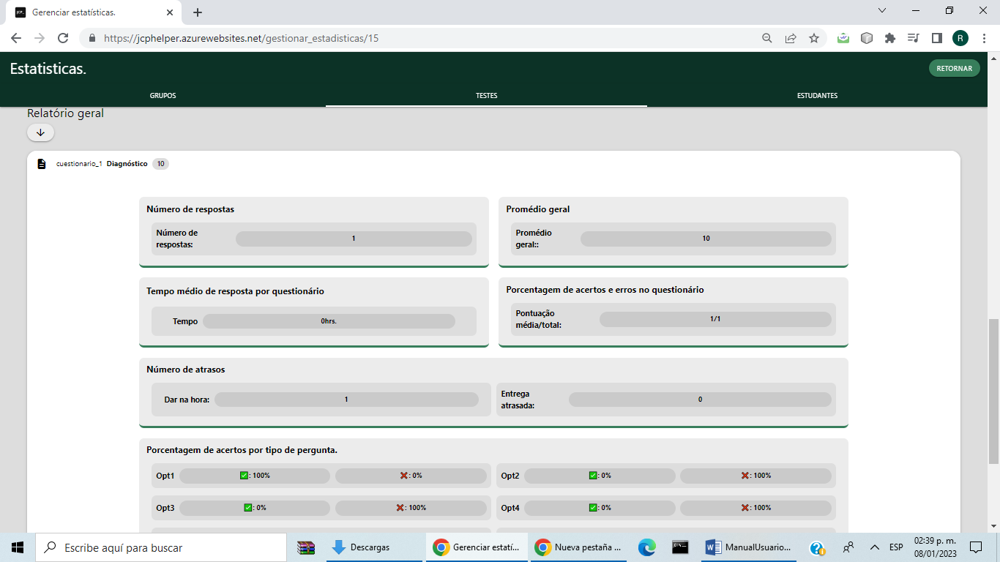 Gerenciar estatísticas.
https://jcphelper.azurewebsites.net/gestionar_estadisticas/15
R
Estatisticas.
RETORNAR
GRUPOS
TESTES
ESTUDANTES
Relatório geral
cuestionario_1 Diagnóstico 10
Número de respostas
Número de
respostas:
1
Promédio geral
Promédio
geral::
10
Tempo médio de resposta por questionário
Tempo
0hrs.
Porcentagem de acertos e erros no questionário
Pontuação
média/total:
1/1
Número de atrasos
Dar na hora:
1
Entrega
atrasada:
0
Porcentagem de acertos por tipo de pergunta.
Opt1 ✅: 100% ❌: 0%
Opt2 ✅: 0% ❌: 100%
Opt3 ✅: 0% ❌: 100%
Opt4 ✅: 0% ❌: 100%
Escribe aquí para buscar
Descargas
Gerenciar estatí...
Nueva pestaña ...
ManualUsuario...
ESP
02:39 p. m.
08/01/2023